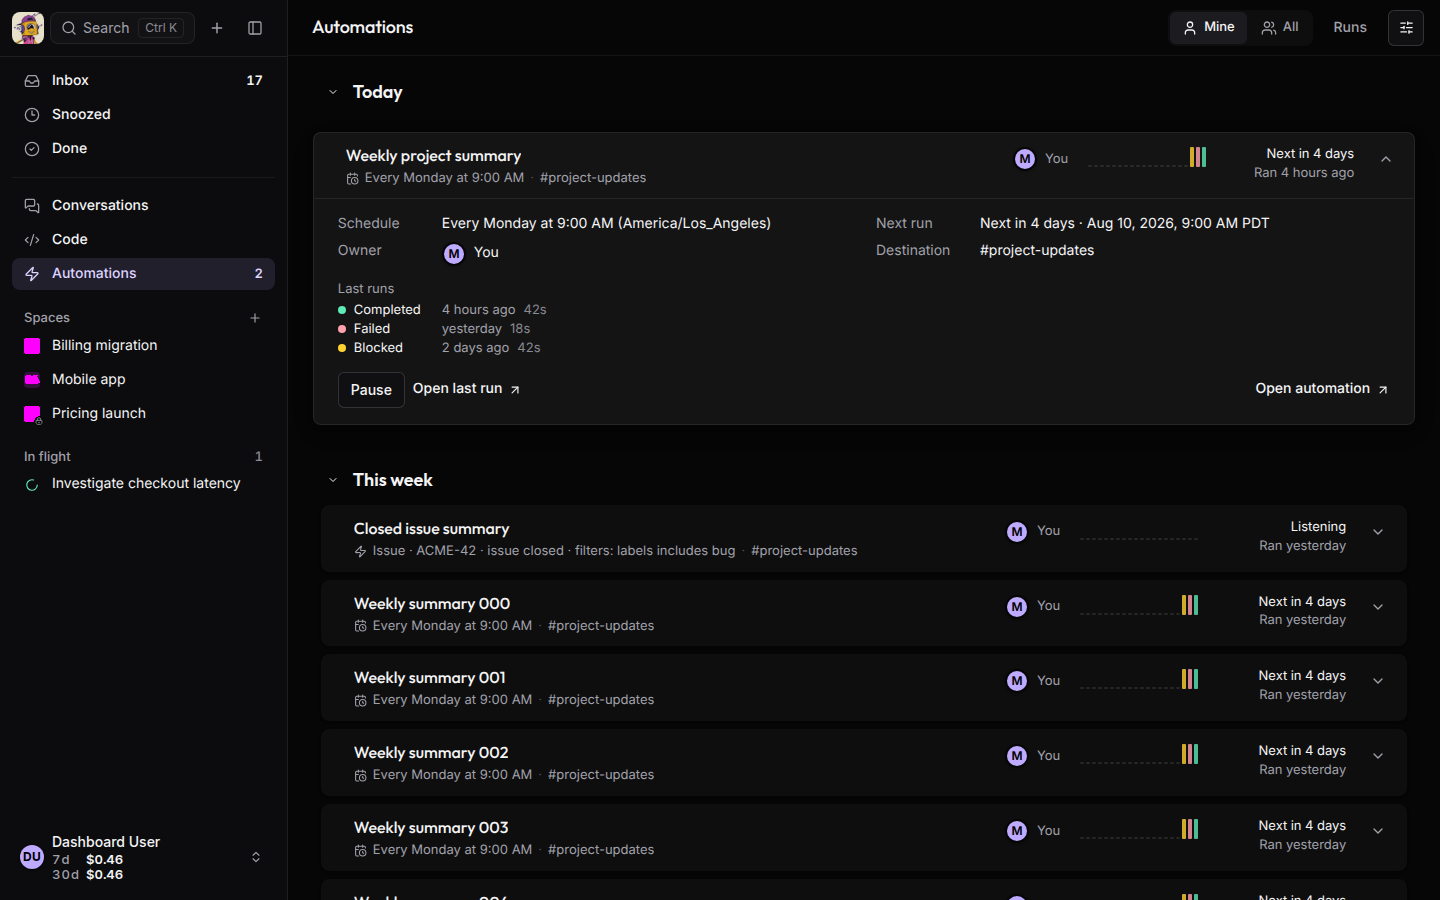 Search Ctrl K
Inbox 17
Snoozed
Done
Conversations
Code
Automations 2
Spaces
Billing migration
Mobile app
Pricing launch
In flight 1
Investigate checkout latency
DU Dashboard User
7d $0.46
30d $0.46
Automations
Mine All Runs
Today
Weekly project summary
Every Monday at 9:00 AM · #project-updates
M You
Next in 4 days
Ran 4 hours ago
Schedule Every Monday at 9:00 AM (America/Los_Angeles)
Next run Next in 4 days · Aug 10, 2026, 9:00 AM PDT
Owner M You
Destination #project-updates
Last runs
Completed 4 hours ago 42s
Failed yesterday 18s
Blocked 2 days ago 42s
Pause Open last run
Open automation
This week
Closed issue summary
Issue · ACME-42 · issue closed · filters: labels includes bug · #project-updates
M You
Listening
Ran yesterday
Weekly summary 000
Every Monday at 9:00 AM · #project-updates
M You
Next in 4 days
Ran yesterday
Weekly summary 001
Every Monday at 9:00 AM · #project-updates
M You
Next in 4 days
Ran yesterday
Weekly summary 002
Every Monday at 9:00 AM · #project-updates
M You
Next in 4 days
Ran yesterday
Weekly summary 003
Every Monday at 9:00 AM · #project-updates
M You
Next in 4 days
Ran yesterday